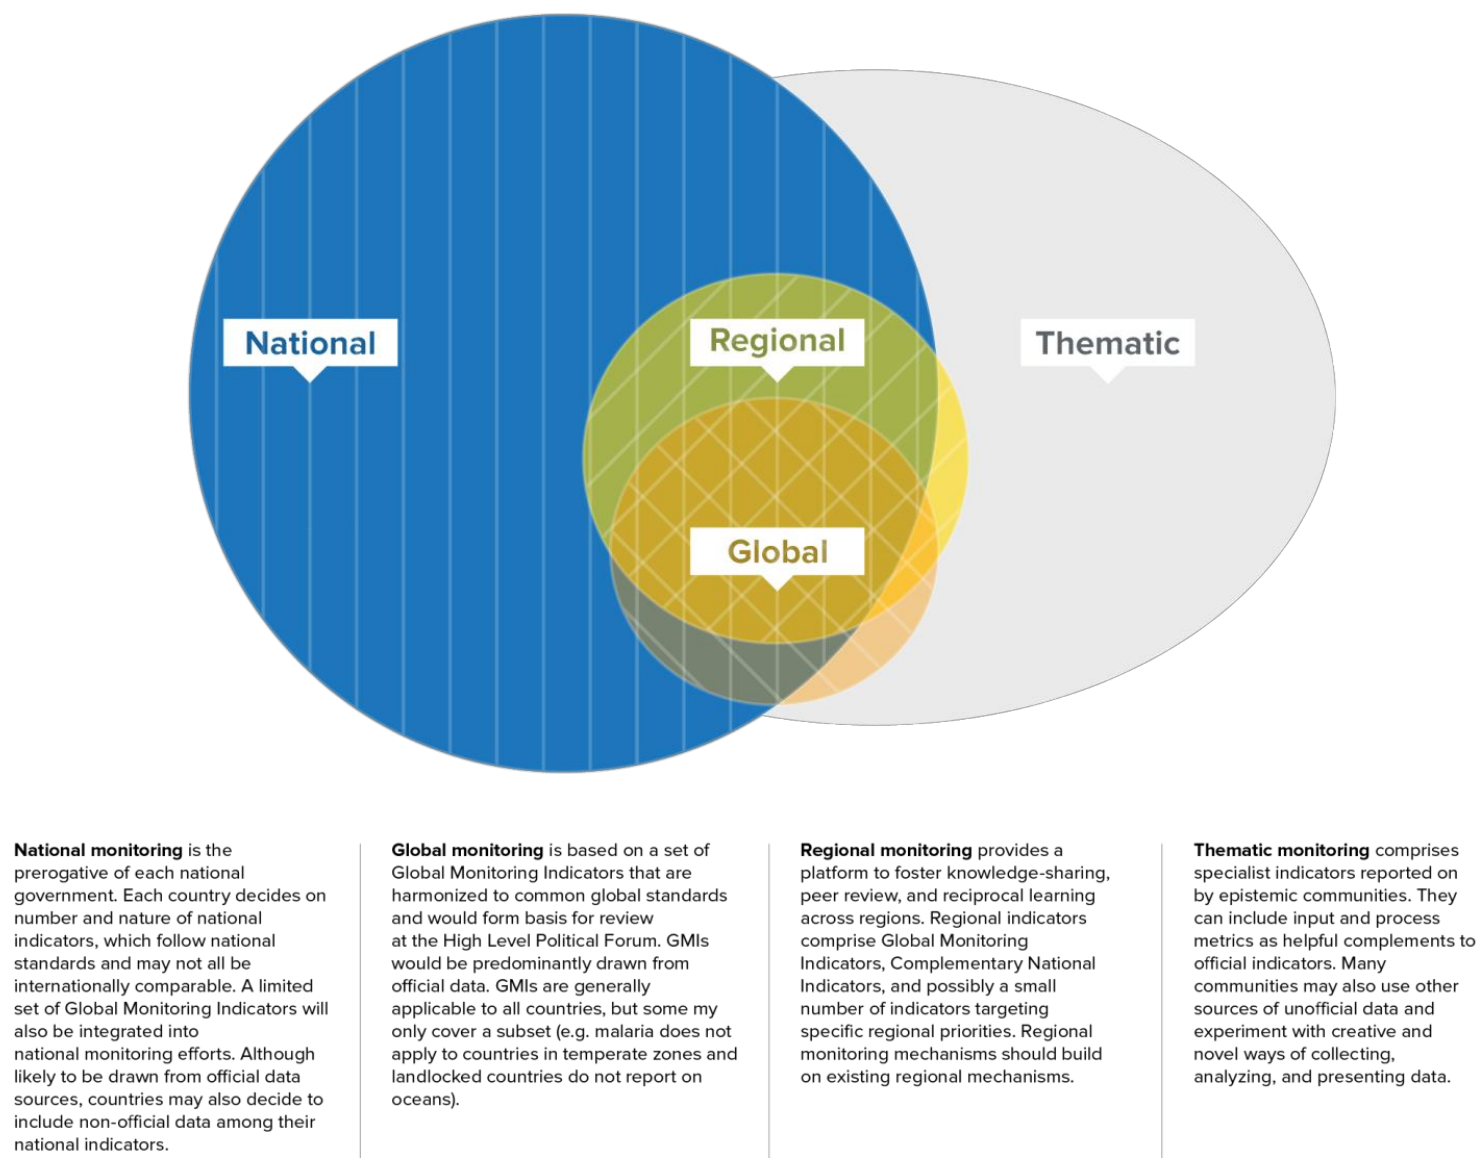 National
Regional
Thematic
Global
National monitoring is the
prerogative of each national
government. Each country decides on
number and nature of national
indicators, which follow national
standards and may not all be
internationally comparable. A limited
set of Global Monitoring Indicators will
also be integrated into
national monitoring efforts. Although
likely to be drawn from official data
sources, countries may also decide to
include non-official data among their
national indicators.
Global monitoring is based on a set of
Global Monitoring Indicators that are
harmonized to common global standards
and would form basis for review
at the High Level Political Forum. GMIs
would be predominantly drawn from
official data. GMIs are generally
applicable to all countries, but some my
only cover a subset (e.g. malaria does not
apply to countries in temperate zones and
landlocked countries do not report on
oceans).
Regional monitoring provides a
platform to foster knowledge-sharing,
peer review, and reciprocal learning
across regions. Regional indicators
comprise Global Monitoring
Indicators, Complementary National
Indicators, and possibly a small
number of indicators targeting
specific regional priorities. Regional
monitoring mechanisms should build
on existing regional mechanisms.
Thematic monitoring comprises
specialist indicators reported on
by epistemic communities. They
can include input and process
metrics as helpful complements to
official indicators. Many
communities may also use other
sources of unofficial data and
experiment with creative and
novel ways of collecting,
analyzing, and presenting data.